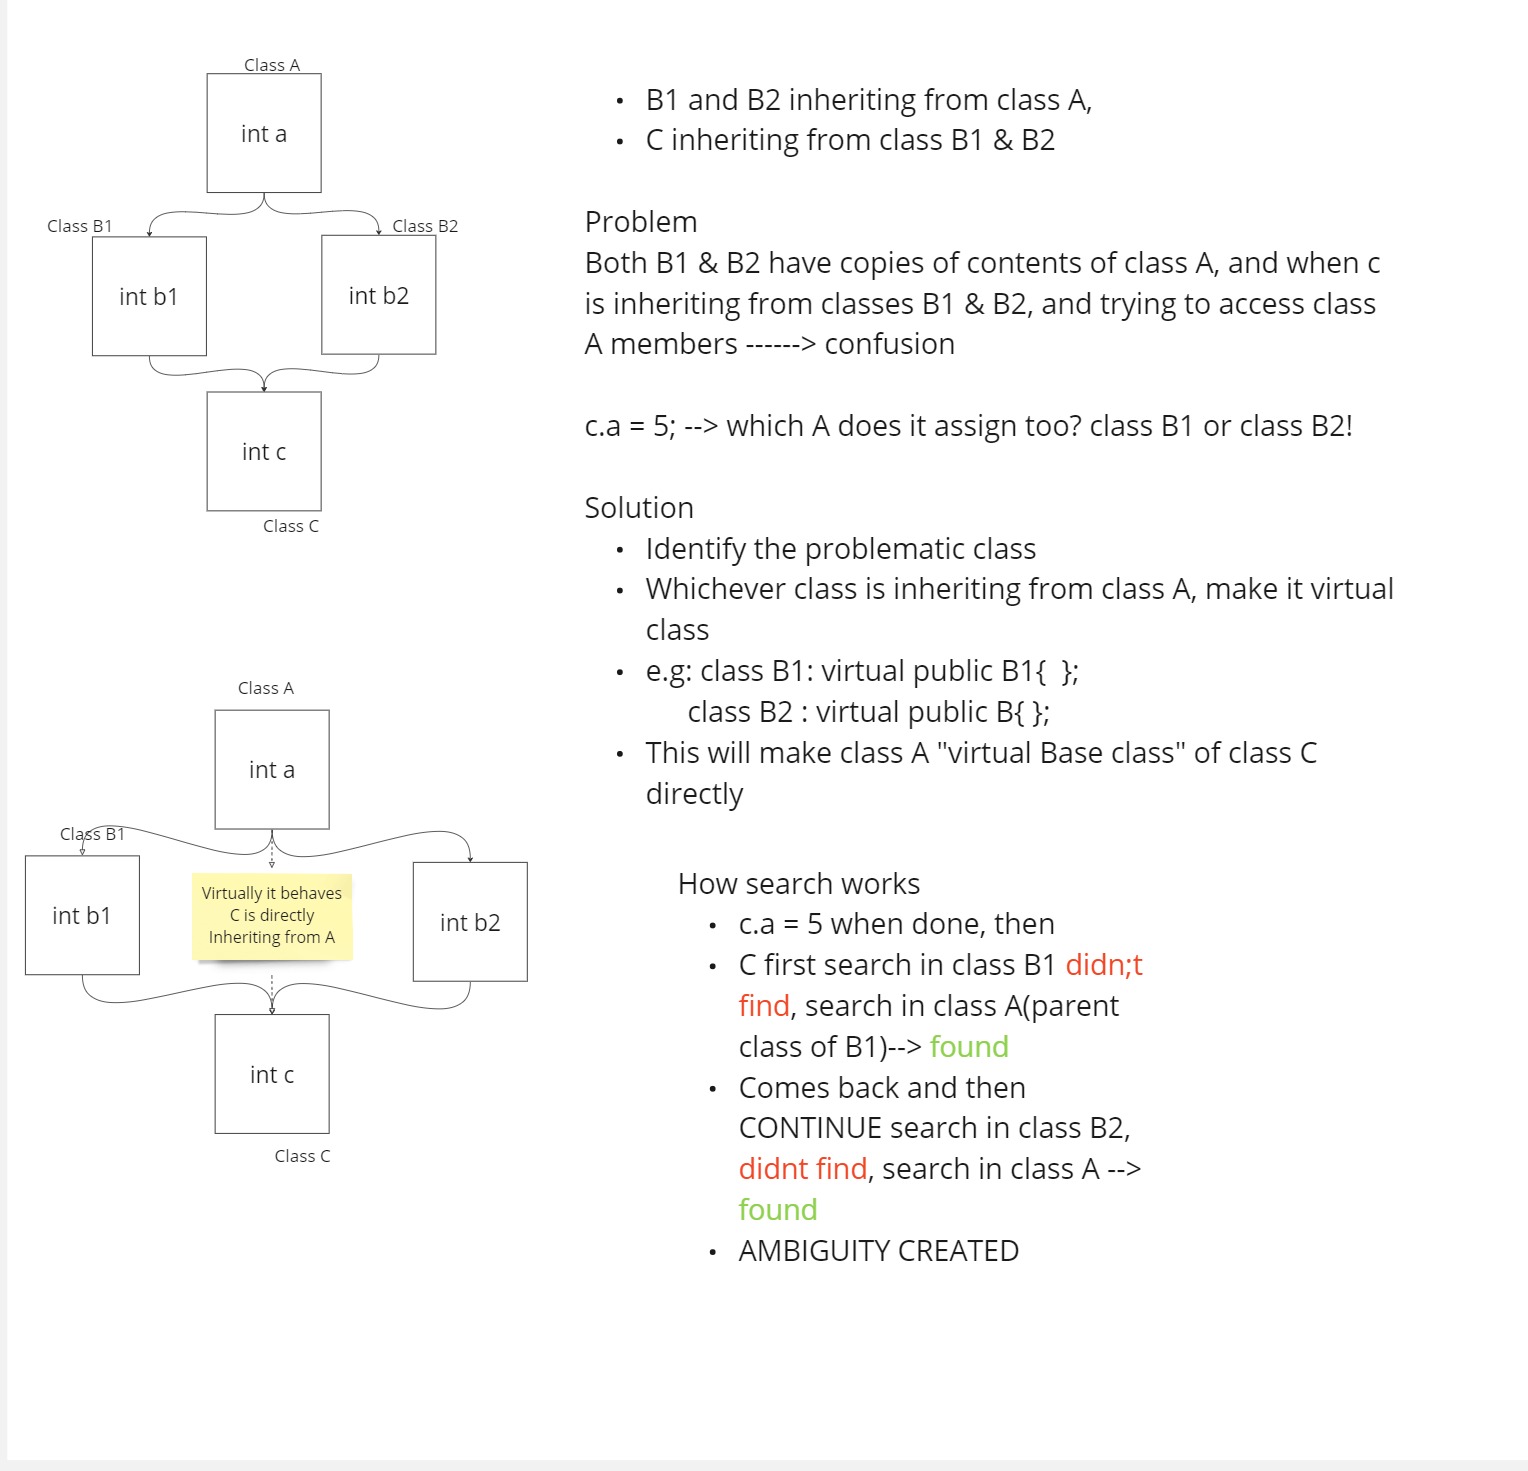 Class A
int a
Class B1
Class B2
int b1
int b2
int c
Class C
• B1 and B2 inheriting from class A,
• C inheriting from class B1 & B2
Problem
Both B1 & B2 have copies of contents of class A, and when c
is inheriting from classes B1 & B2, and trying to access class
A members ------> confusion
c.a = 5; --> which A does it assign too? class B1 or class B2!
Solution
• Identify the problematic class
• Whichever class is inheriting from class A, make it virtual
class
• e.g: class B1: virtual public B1{  };
class B2 : virtual public B{ };
• This will make class A "virtual Base class" of class C
directly
Class A
int a
Class B1
int b1
Virtually it behaves
C is directly
Inheriting from A
int b2
int c
Class C
How search works
• c.a = 5 when done, then
• C first search in class B1 didn;t
find, search in class A(parent
class of B1)--> found
• Comes back and then
CONTINUE search in class B2,
didnt find, search in class A -->
found
• AMBIGUITY CREATED